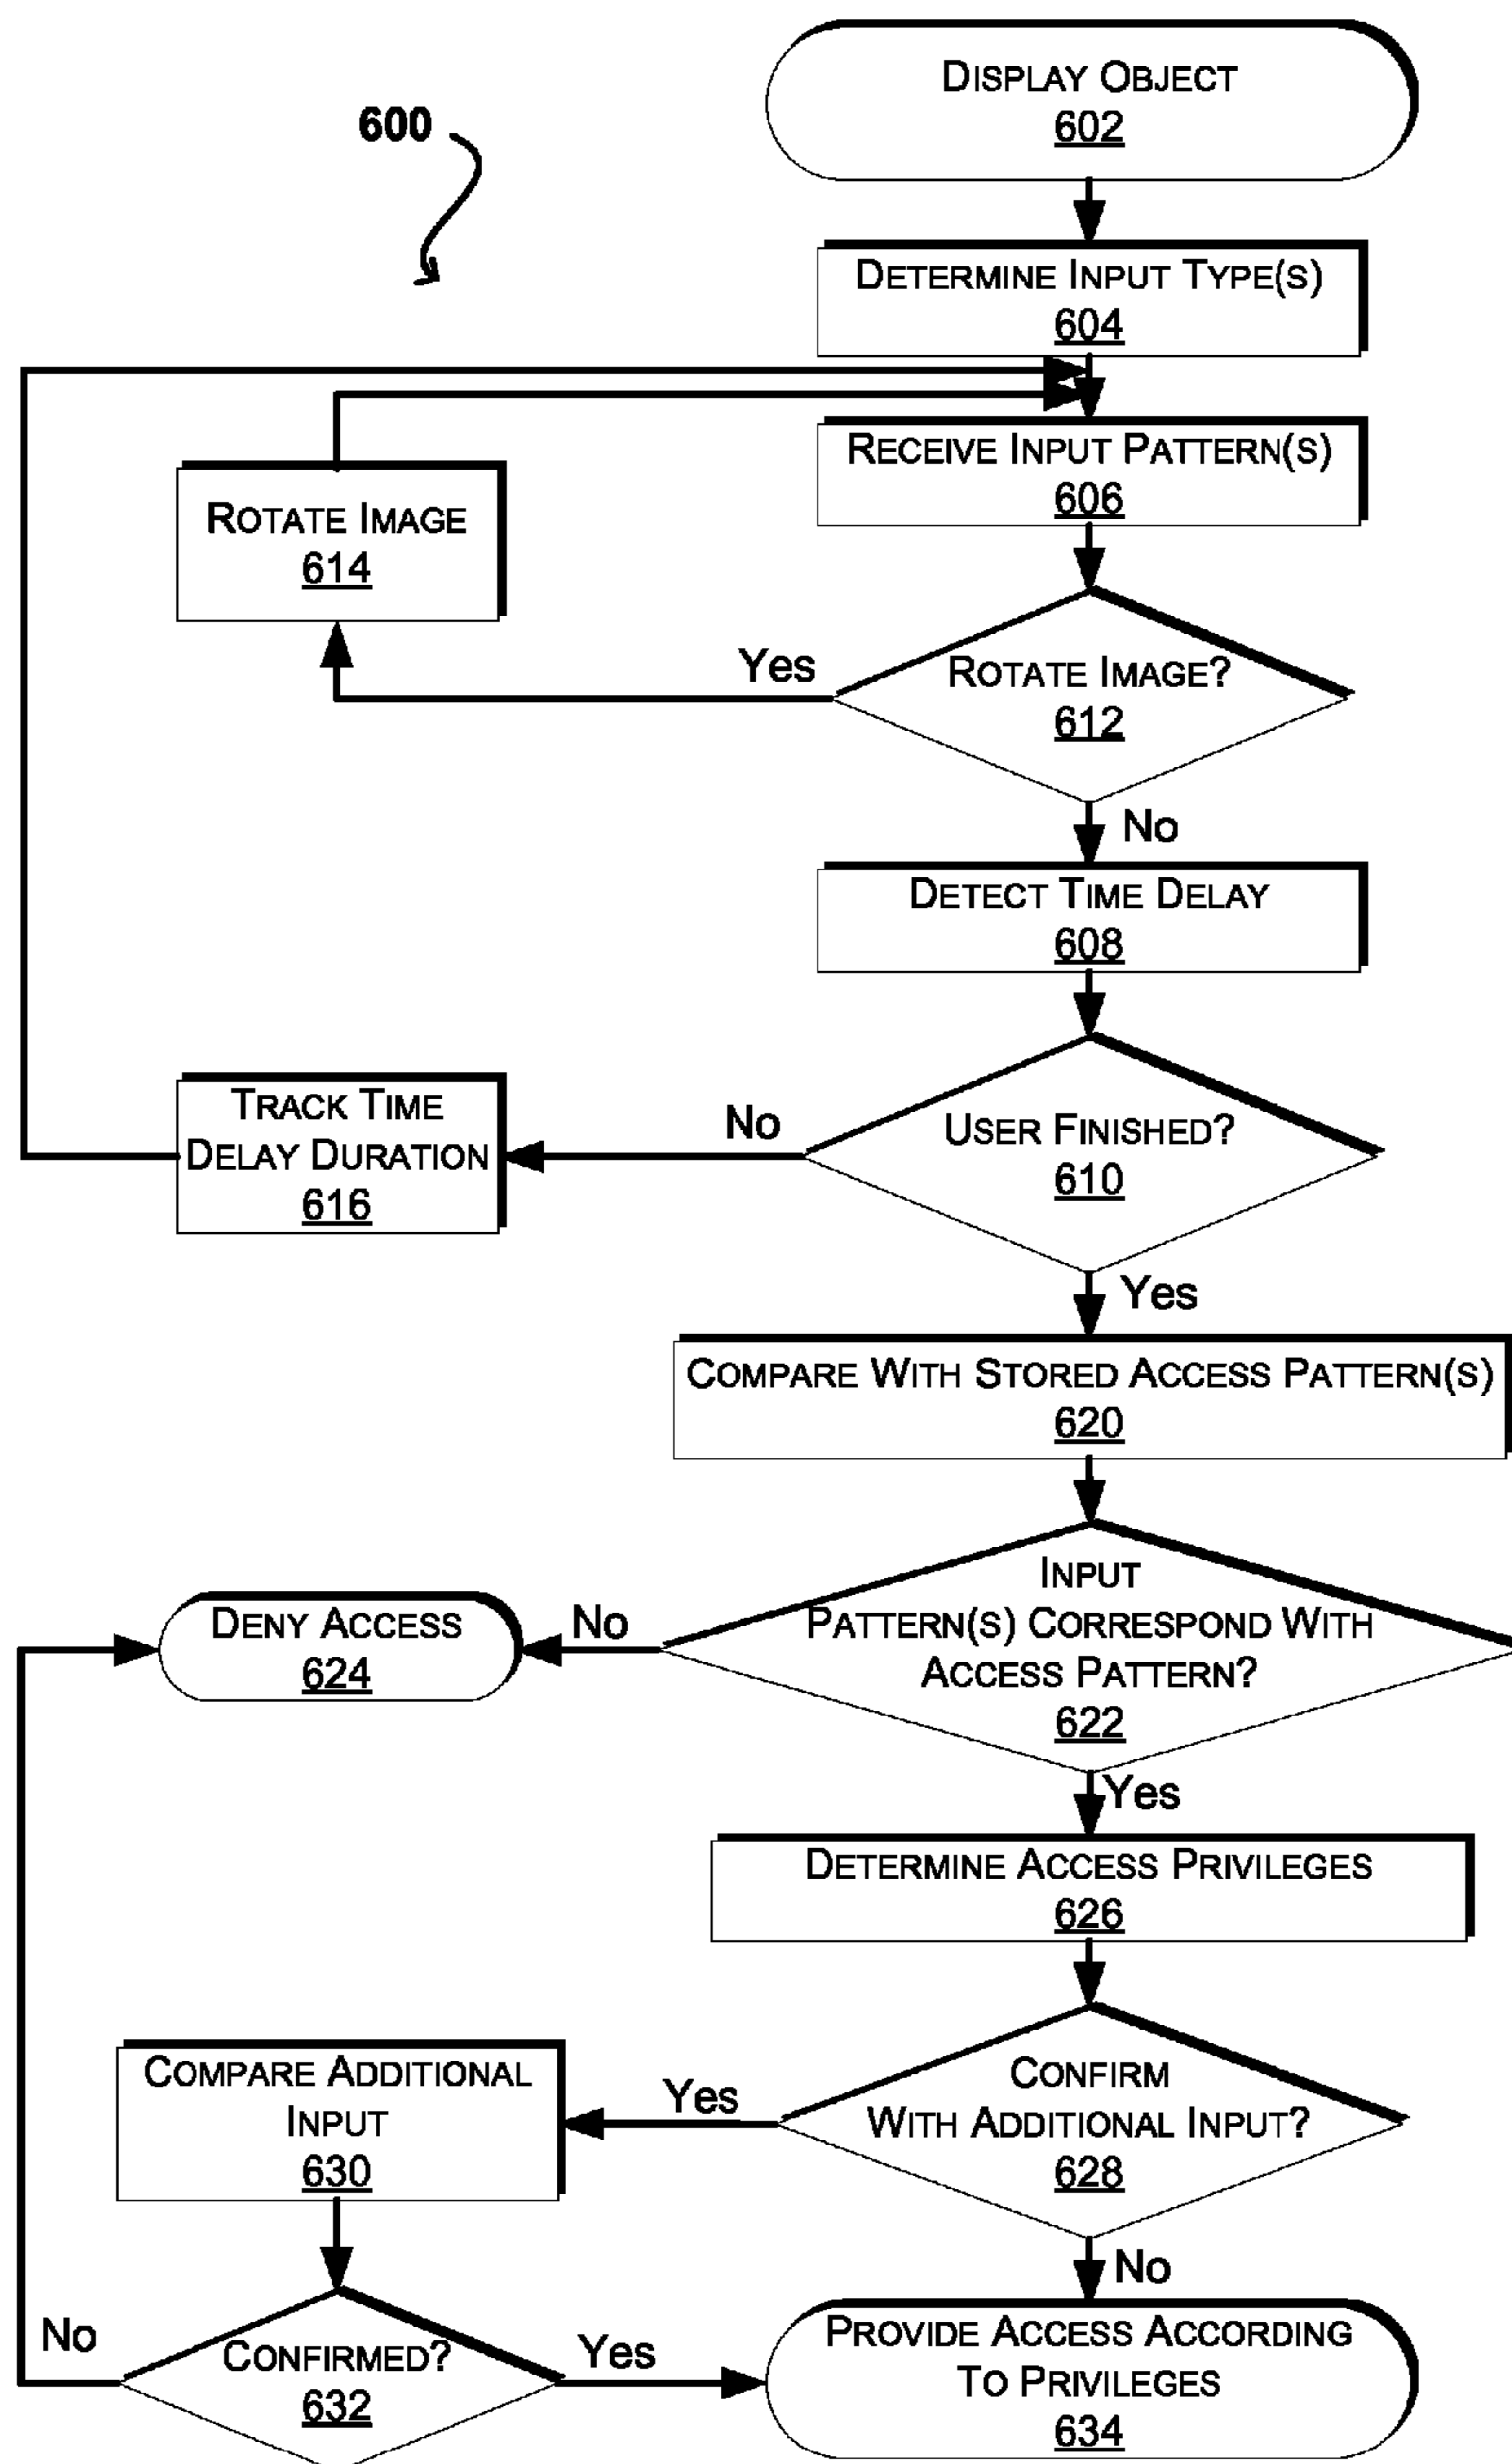 600
DISPLAY OBJECT
602
DETERMINE INPUT TYPE(S)
604
RECEIVE INPUT PATTERN(S)
606
ROTATE IMAGE
614
Yes
ROTATE IMAGE?
612
No
DETECT TIME DELAY
608
TRACK TIME
DELAY DURATION
616
No
USER FINISHED?
610
Yes
COMPARE WITH STORED ACCESS PATTERN(S)
620
INPUT
PATTERN(S) CORRESPOND WITH
ACCESS PATTERN?
622
No
DENY ACCESS
624
Yes
DETERMINE ACCESS PRIVILEGES
626
CONFIRM
WITH ADDITIONAL INPUT?
628
Yes
COMPARE ADDITIONAL
INPUT
630
No
No
CONFIRMED?
632
Yes
PROVIDE ACCESS ACCORDING
TO PRIVILEGES
634